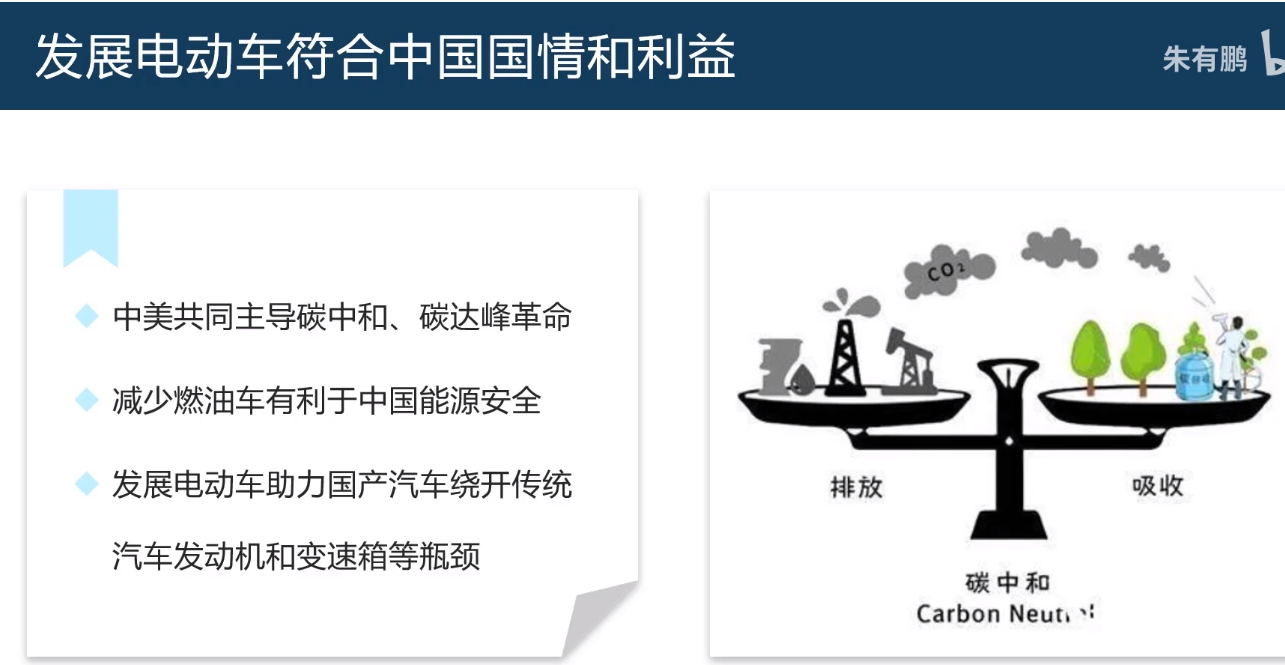 发展电动车符合中国国情和利益
朱有鹏
中美共同主导碳中和、碳达峰革命
减少燃油车有利于中国能源安全
发展电动车助力国产汽车绕开传统
汽车发动机和变速箱等瓶颈
CO₂
排放
吸收
碳中和
Carbon